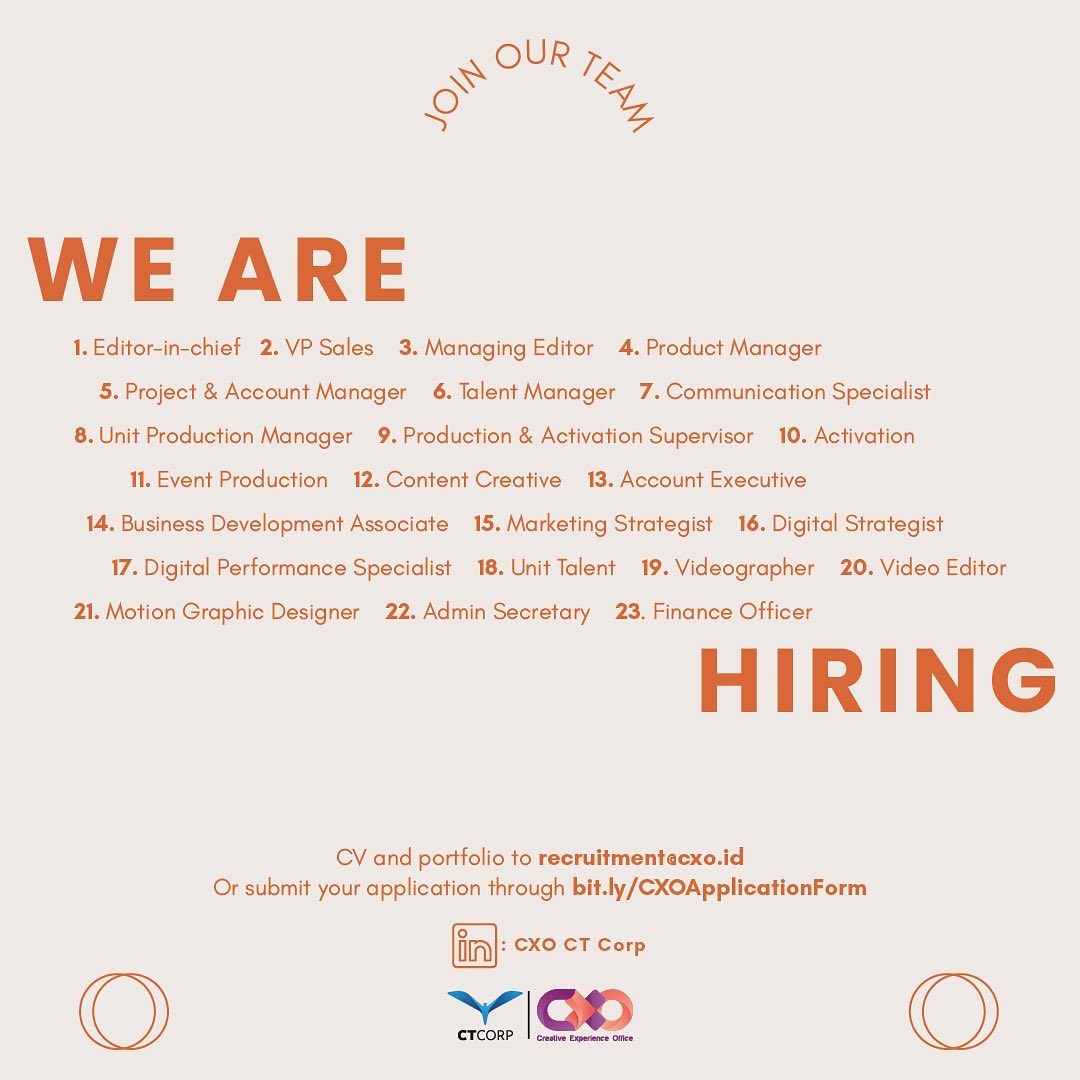 JOIN OUR TEAM
WE ARE
1. Editor-in-chief 2. VP Sales 3. Managing Editor 4. Product Manager
5. Project & Account Manager 6. Talent Manager 7. Communication Specialist
8. Unit Production Manager 9. Production & Activation Supervisor 10. Activation
11. Event Production 12. Content Creative 13. Account Executive
14. Business Development Associate 15. Marketing Strategist 16. Digital Strategist
17. Digital Performance Specialist 18. Unit Talent 19. Videographer 20. Video Editor
21. Motion Graphic Designer 22. Admin Secretary 23. Finance Officer
HIRING
CV and portfolio to recruitment@cxo.id
Or submit your application through bit.ly/CXOApplicationForm
in : CXO CT Corp
CTCORP CXO
Creative Experience Office